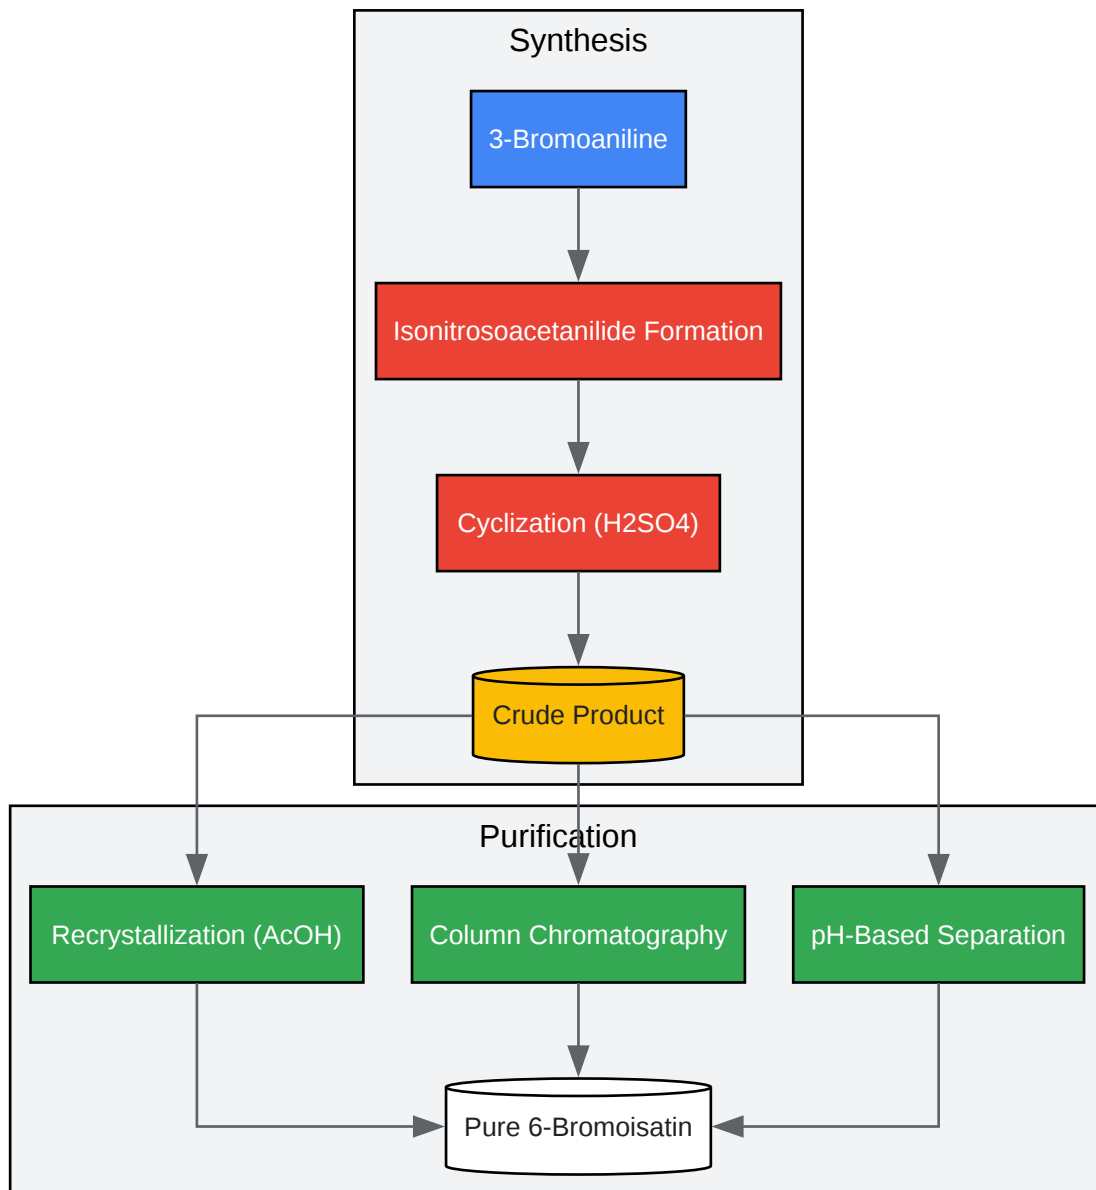 Synthesis
3-Bromoaniline
Isonitrosoacetanilide Formation
Cyclization (H2SO4)
Crude Product
Purification
Recrystallization (AcOH)
Column Chromatography
pH-Based Separation
Pure 6-Bromoisatin